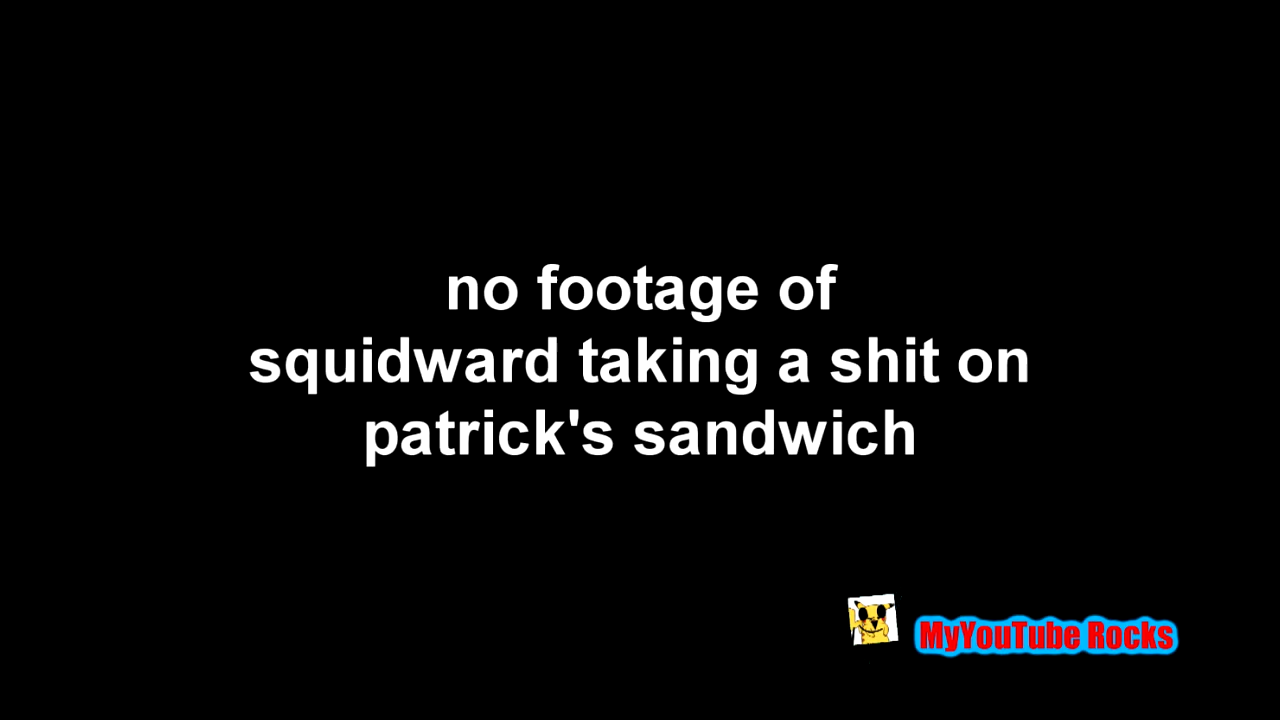 no footage of
squidward taking a shit on
patrick's sandwich
MyYouTube Rocks